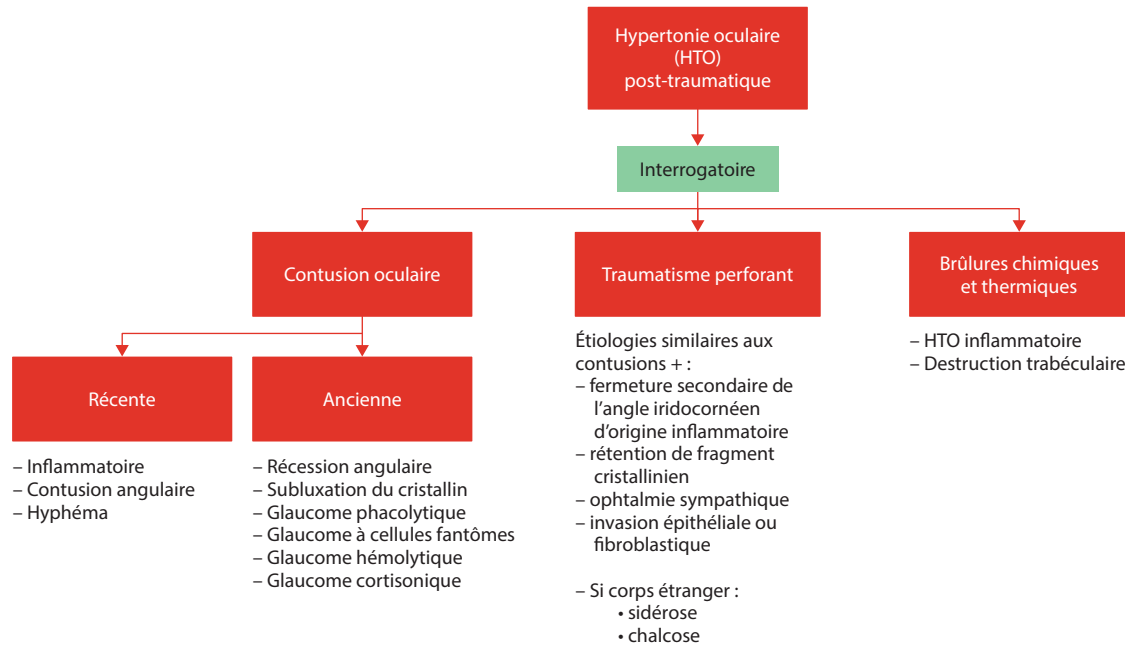 Hypertonie oculaire
(HTO)
post-traumatique
Interrogatoire
Contusion oculaire
Traumatisme perforant
Brûlures chimiques
et thermiques
Récente
Ancienne
– Inflammatoire
– Contusion angulaire
– Hyphéma
– Récession angulaire
– Subluxation du cristallin
– Glaucome phacolytique
– Glaucome à cellules fantômes
– Glaucome hémolytique
– Glaucome cortisonique
Étiologies similaires aux
contusions + :
– fermeture secondaire de
l'angle iridocornéen
d'origine inflammatoire
– rétention de fragment
cristallinien
– ophtalmie sympathique
– invasion épithéliale ou
fibroblastique
– Si corps étranger :
• sidérose
• chalcose
– HTO inflammatoire
– Destruction trabéculaire